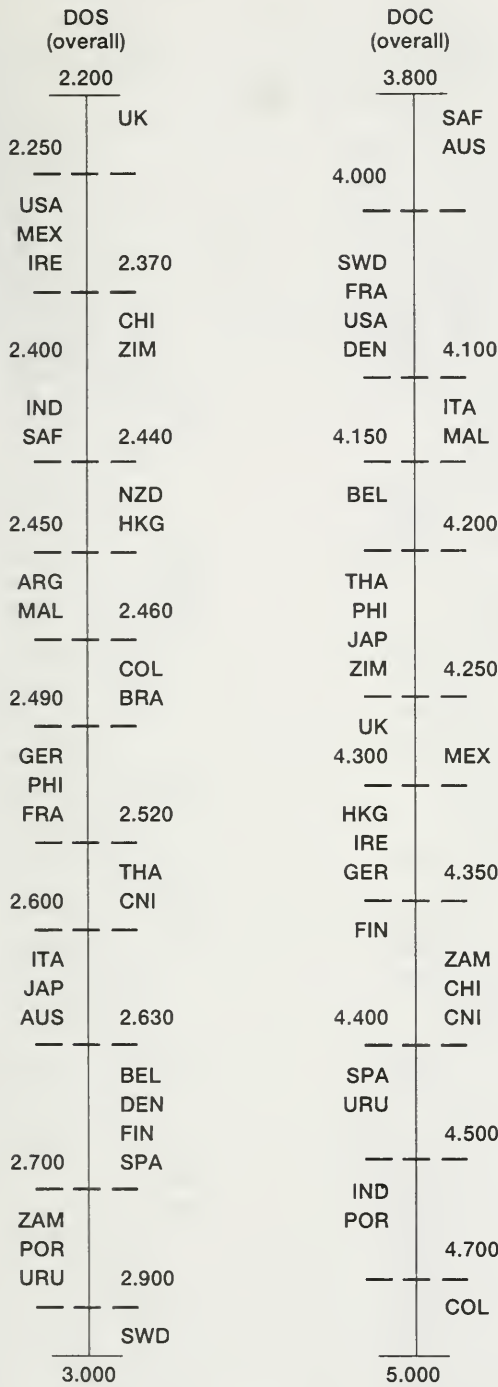 DOS
(overall)
2.200
UK
2.250
USA
MEX
IRE 2.370
CHI
2.400 ZIM
IND
SAF 2.440
NZD
2.450 HKG
ARG
MAL 2.460
COL
2.490 BRA
GER
PHI
FRA 2.520
THA
2.600 CNI
ITA
JAP
AUS 2.630
BEL
DEN
FIN
2.700 SPA
ZAM
POR
URU 2.900
SWD
3.000
DOC
(overall)
3.800
SAF
AUS
4.000
SWD
FRA
USA
DEN 4.100
ITA
4.150 MAL
BEL
4.200
THA
PHI
JAP
ZIM 4.250
UK
4.300 MEX
HKG
IRE
GER 4.350
FIN
ZAM
CHI
4.400 CNI
SPA
URU
4.500
IND
POR
4.700
COL
5.000